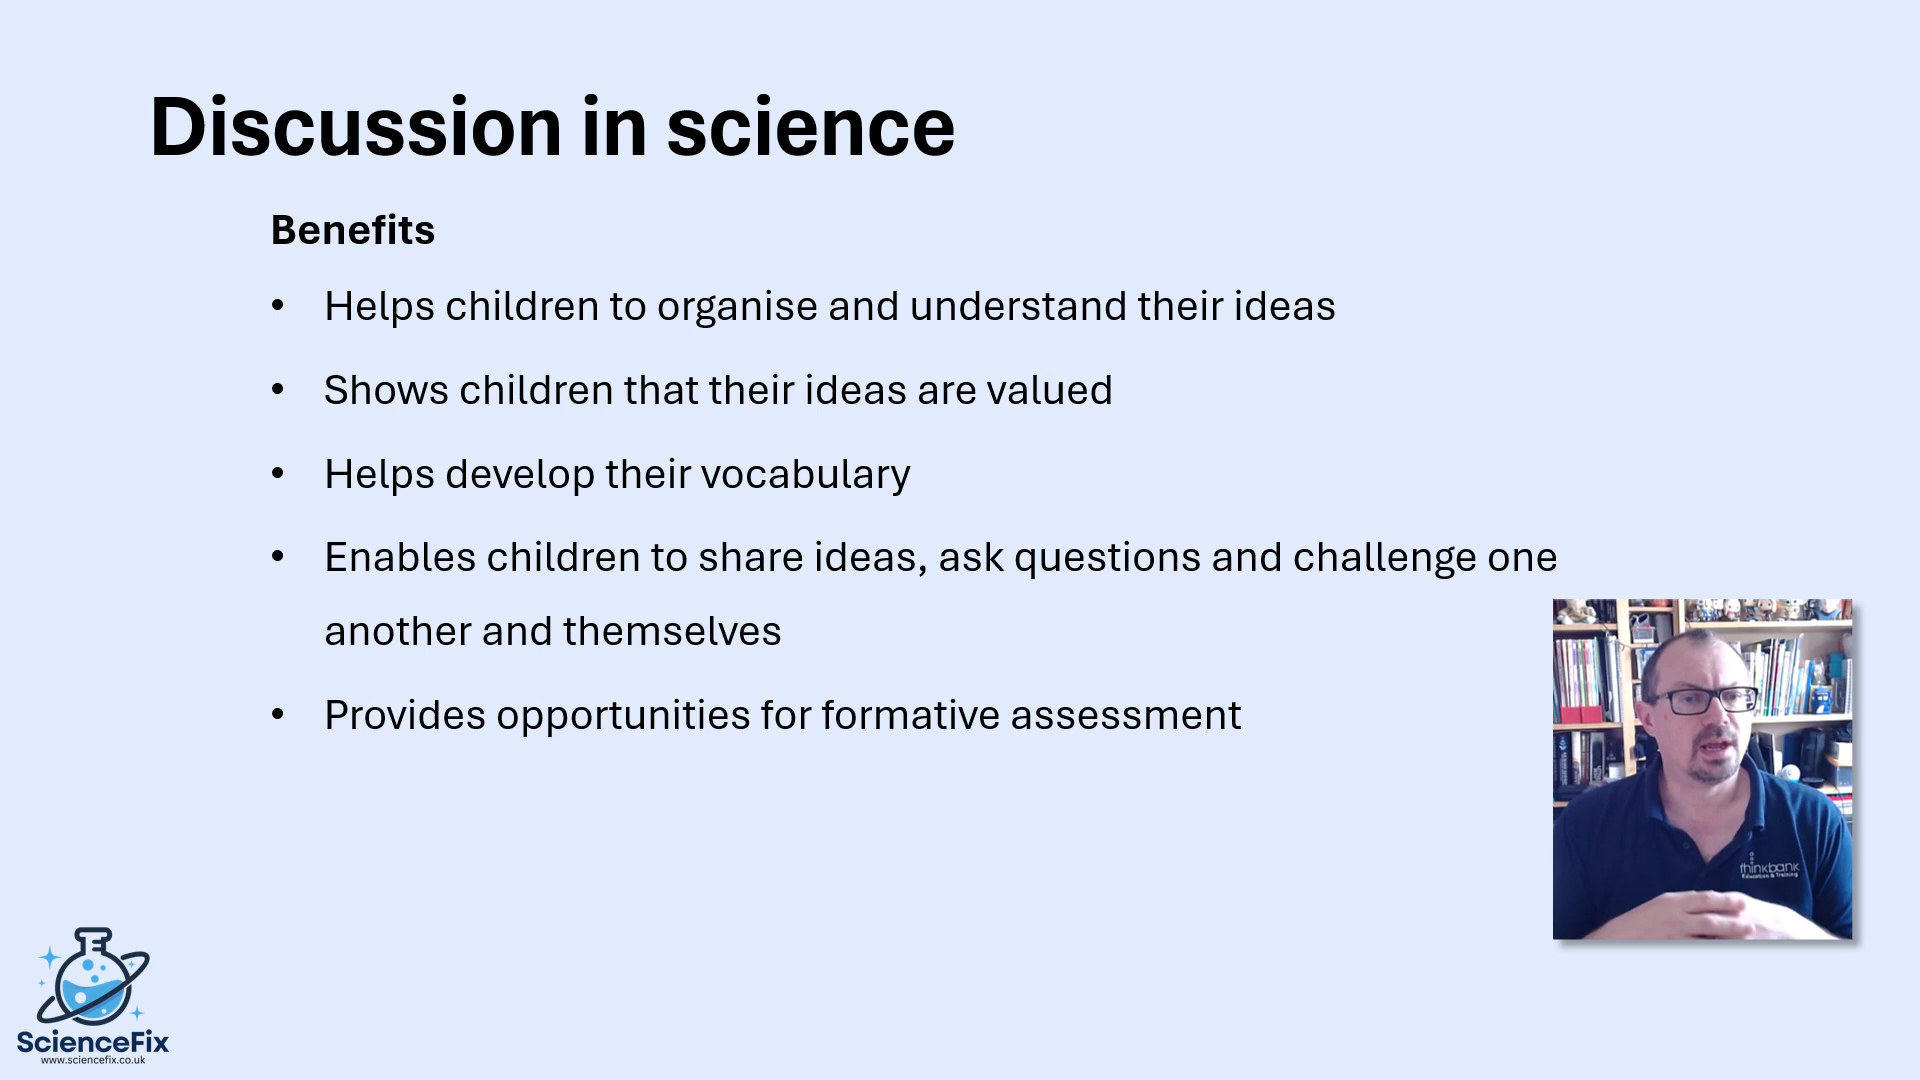 Discussion in science
Benefits
• Helps children to organise and understand their ideas
• Shows children that their ideas are valued
• Helps develop their vocabulary
• Enables children to share ideas, ask questions and challenge one
another and themselves
• Provides opportunities for formative assessment
thinkbank
Education & Training
ScienceFix
www.sciencefix.co.uk